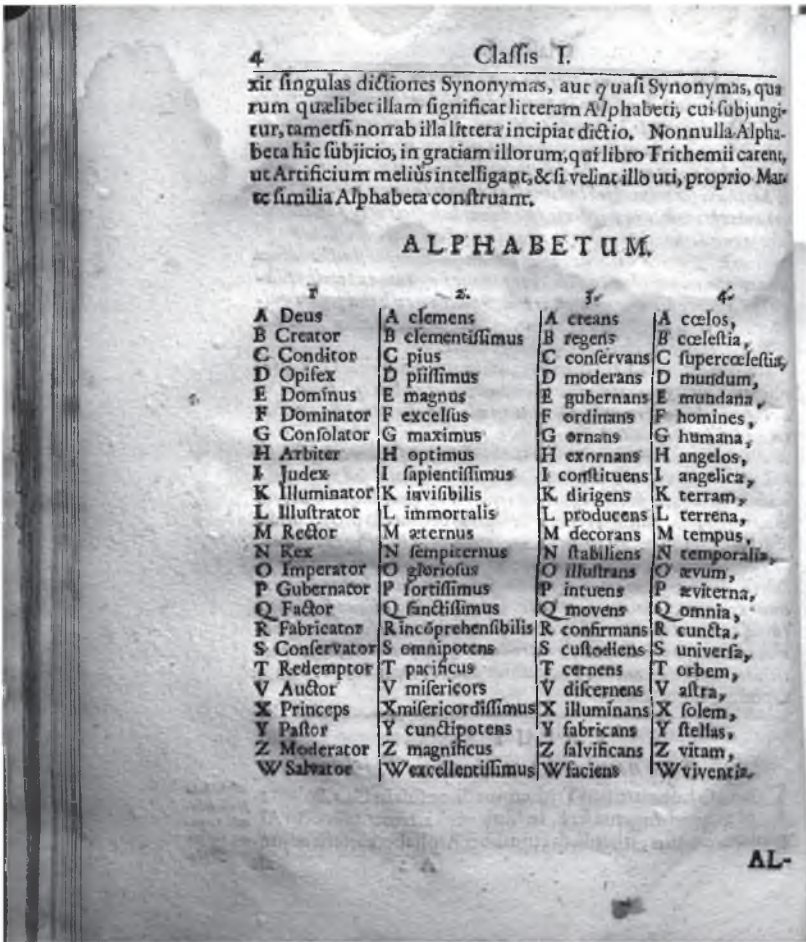 4 Claſſis I.
xit ſingulas dictiones Synonymas, aut quaſi Synonymas, qua
rum quælibet illam ſignificat litteram Alphabeti, cui ſubjungi-
tur, tametſi non ab illa littera incipiat dictio. Nonnulla Alpha-
beta hic ſubjicio, in gratiam illorum, qui libro Trithemii carent,
ut Artificium meliùs intelligant, & ſi velint illo uti, proprio Mar-
te ſimilia Alphabeta conſtruant.
ALPHABETUM.
1 2. 3. 4.
A Deus A clemens A creans A cœlos,
B Creator B clementiſſimus B regens B cœleſtia,
C Conditor C pius C conſervans C ſupercœleſtia,
D Opifex D piiſſimus D moderans D mundum,
E Dominus E magnus E gubernans E mundana,
F Dominator F excelſus F ordinans F homines,
G Conſolator G maximus G ornans G humana,
H Arbiter H optimus H exornans H angelos,
I Judex I ſapientiſſimus I conſtituens I angelica,
K Illuminator K inviſibilis K dirigens K terram,
L Illuſtrator L immortalis L producens L terrena,
M Rector M æternus M decorans M tempus,
N Rex N ſempiternus N ſtabiliens N temporalia,
O Imperator O glorioſus O illuſtrans O ævum,
P Gubernator P fortiſſimus P intuens P æviterna,
Q Factor Q ſanctiſſimus Q movens Q omnia,
R Fabricator R incōprehenſibilis R confirmans R cuncta,
S Conſervator S omnipotens S cuſtodiens S univerſa,
T Redemptor T pacificus T cernens T orbem,
V Auctor V miſericors V diſcernens V aſtra,
X Princeps X miſericordiſſimus X illuminans X ſolem,
Y Paſtor Y cunctipotens Y fabricans Y ſtellas,
Z Moderator Z magnificus Z ſalvificans Z vitam,
W Salvator W excellentiſſimus W faciens W viventia.
AL-